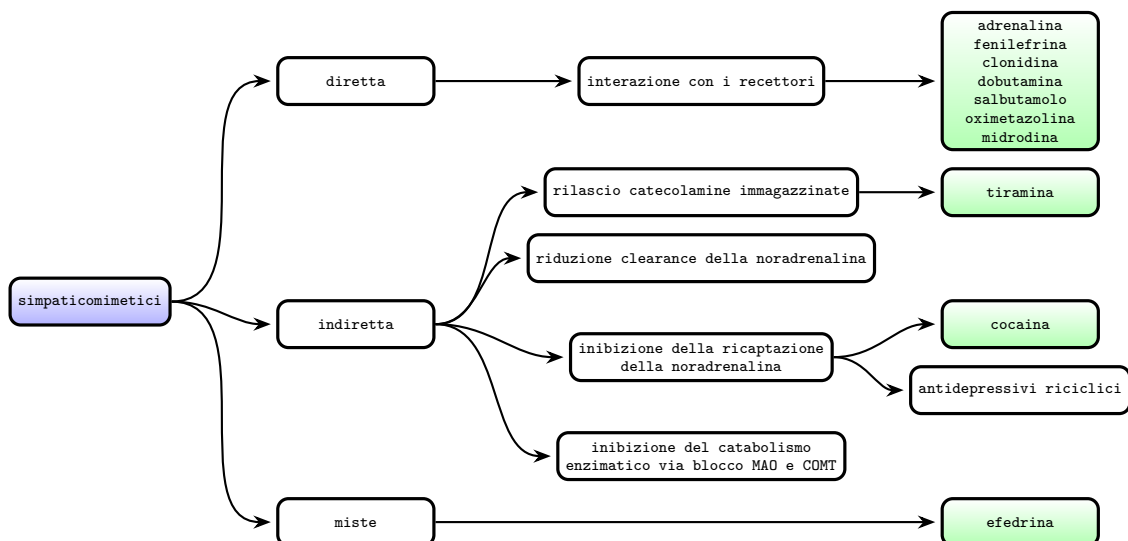 adrenalina
fenilefrina
clonidina
dobutamina
salbutamolo
oximetazolina
midrodina
diretta
interazione con i recettori
rilascio catecolamine immagazzinate
tiramina
riduzione clearance della noradrenalina
simpaticomimetici
indiretta
inibizione della ricaptazione
della noradrenalina
cocaina
antidepressivi riciclici
inibizione del catabolismo
enzimatico via blocco MAO e COMT
miste
efedrina